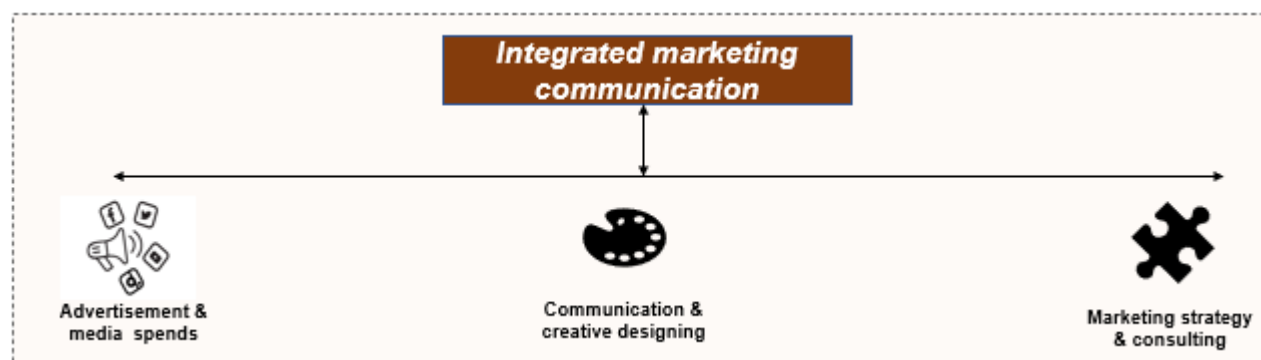 Integrated marketing
communication
Advertisement &
media spends
Communication &
creative designing
Marketing strategy
& consulting